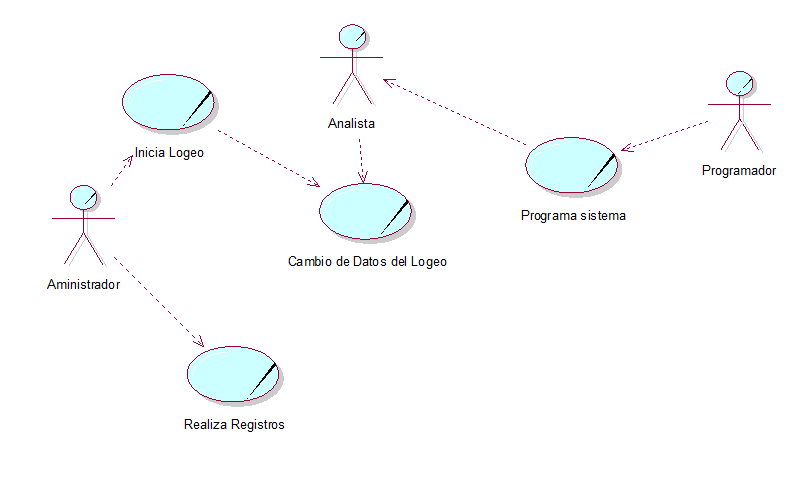 Analista
Inicia Logeo
Programador
Programa sistema
Cambio de Datos del Logeo
Aministrador
Realiza Registros